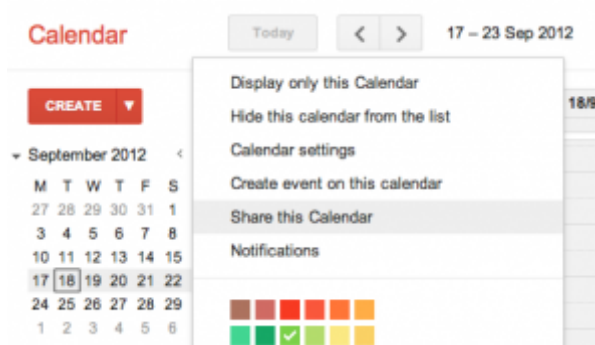 Calendar
Today < > 17 – 23 Sep 2012
CREATE
September 2012 <
M T W T F S
27 28 29 30 31 1
3 4 5 6 7 8
10 11 12 13 14 15
17 18 19 20 21 22
24 25 26 27 28 29
1 2 3 4 5 6
Display only this Calendar
Hide this calendar from the list
Calendar settings
Create event on this calendar
Share this Calendar
Notifications
18/9